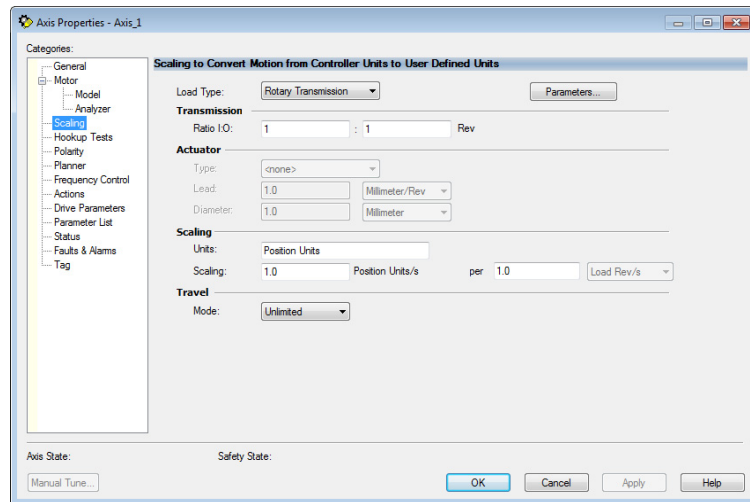 Axis Properties - Axis_1
Categories:
General
Motor
Model
Analyzer
Scaling
Hookup Tests
Polarity
Planner
Frequency Control
Actions
Drive Parameters
Parameter List
Status
Faults & Alarms
Tag
Scaling to Convert Motion from Controller Units to User Defined Units
Load Type: Rotary Transmission Parameters...
Transmission
Ratio I:O: 1 : 1 Rev
Actuator
Type: <none>
Lead: 1.0 Millimeter/Rev
Diameter: 1.0 Millimeter
Scaling
Units: Position Units
Scaling: 1.0 Position Units/s per 1.0 Load Rev/s
Travel
Mode: Unlimited
Axis State: Safety State:
Manual Tune... OK Cancel Apply Help